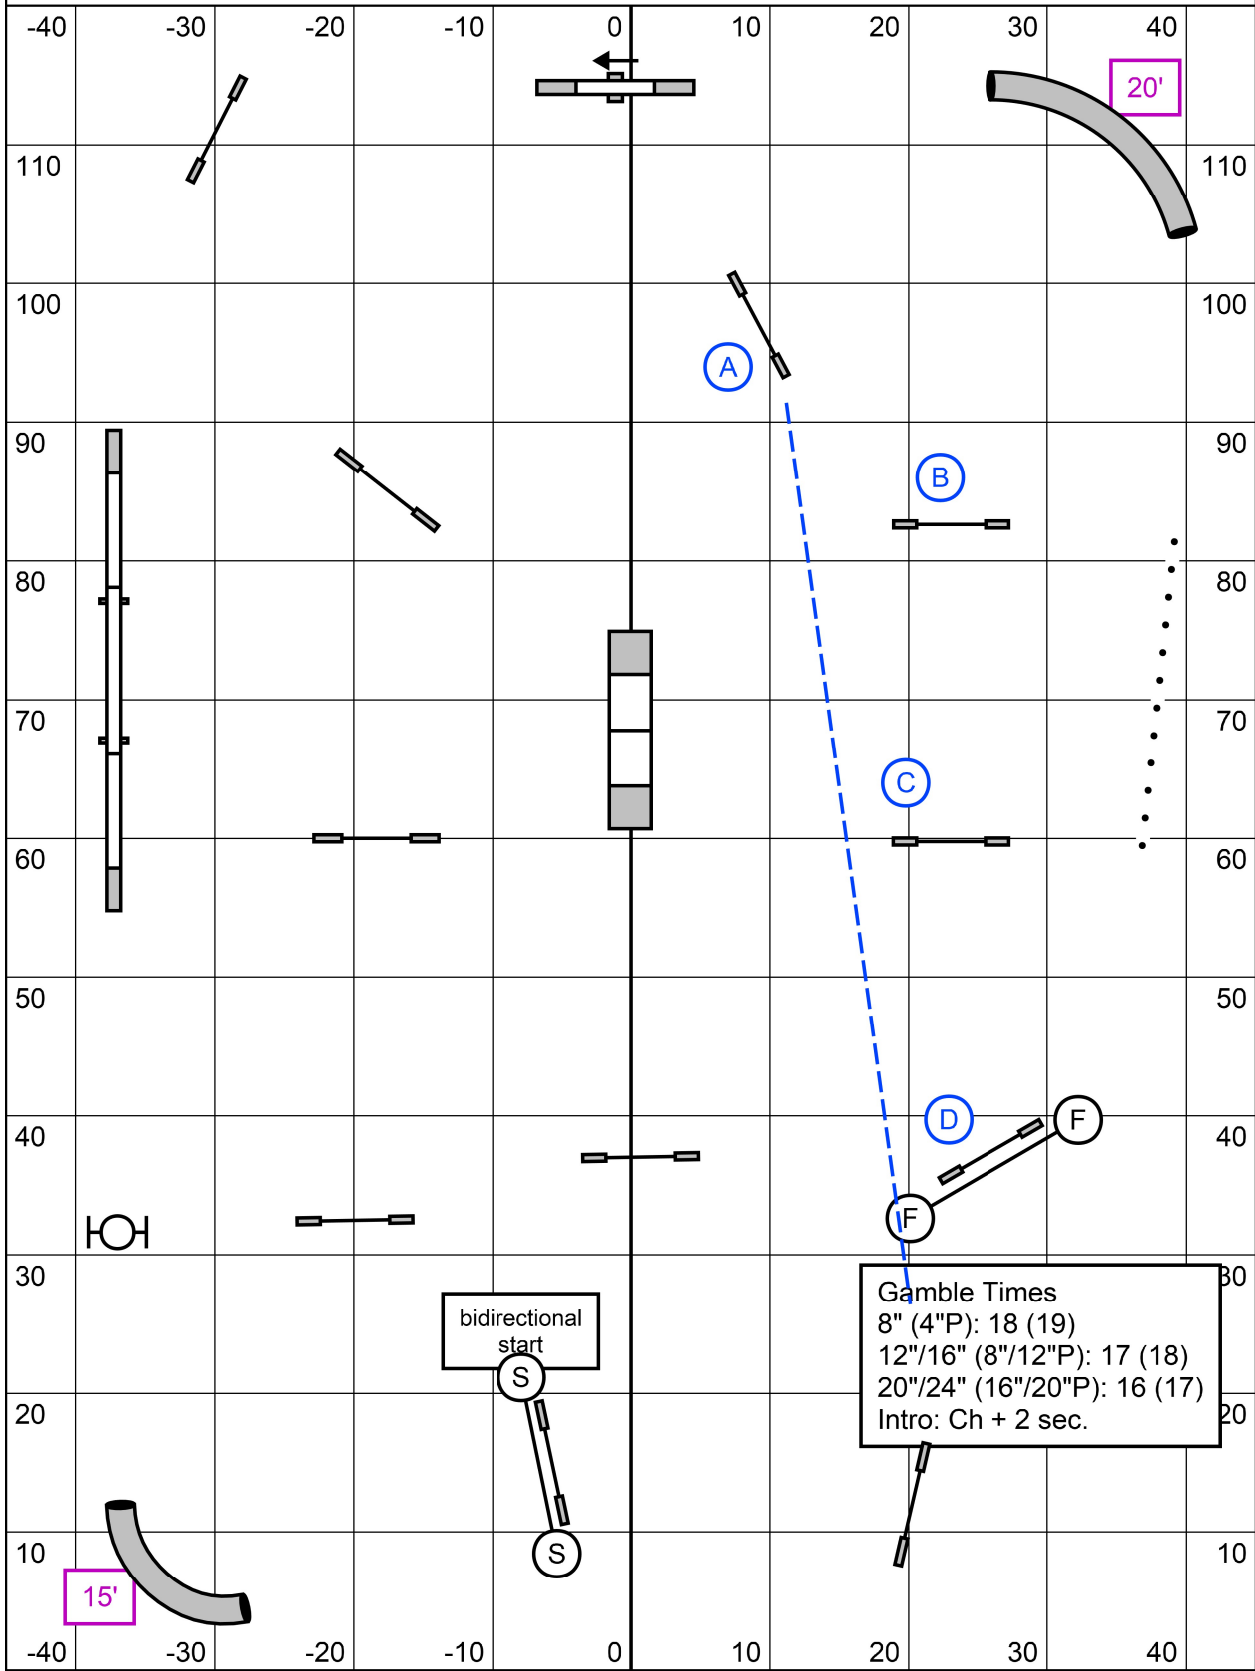 -40 -30 -20 -10 0 10 20 30 40
20'
110 110
100 100
A
90 90
B
80 80
70 70
C
60 60
50 50
D F
40 40
F
30 30
Gamble Times
8" (4"P): 18 (19)
12"/16" (8"/12"P): 17 (18)
20"/24" (16"/20"P): 16 (17)
Intro: Ch + 2 sec.
bidirectional
start
S
20 20
10 10
S
15'
-40 -30 -20 -10 0 10 20 30 40